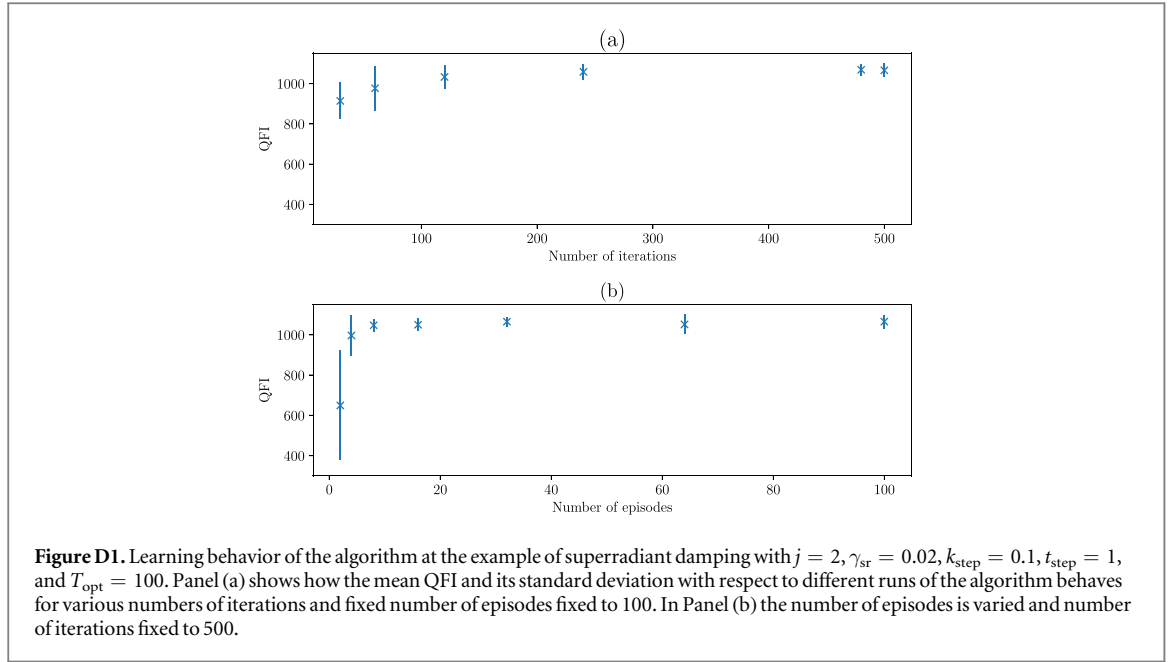 (a)
1000
800
600
400
QFI
100 200 300 400 500
Number of iterations
(b)
1000
800
600
400
QFI
0 20 40 60 80 100
Number of episodes
Figure D1. Learning behavior of the algorithm at the example of superradiant damping with j = 2, γsr = 0.02, kstep = 0.1, tstep = 1,
and Topt = 100. Panel (a) shows how the mean QFI and its standard deviation with respect to different runs of the algorithm behaves
for various numbers of iterations and fixed number of episodes fixed to 100. In Panel (b) the number of episodes is varied and number
of iterations fixed to 500.